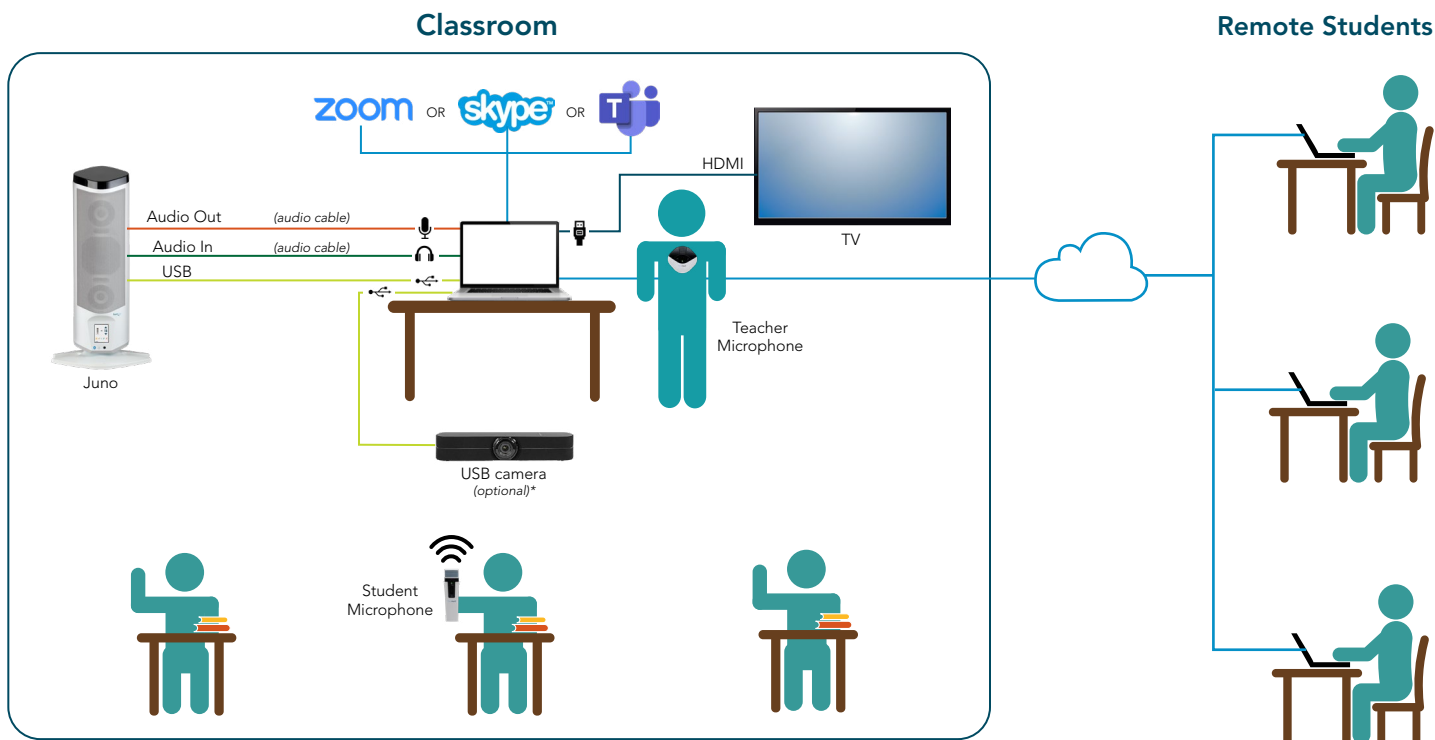 Classroom
Remote Students
zoom OR skype™ OR T
HDMI
Audio Out (audio cable)
Audio In (audio cable)
USB
TV
Teacher
Microphone
Juno
USB camera
(optional)*
Student
Microphone